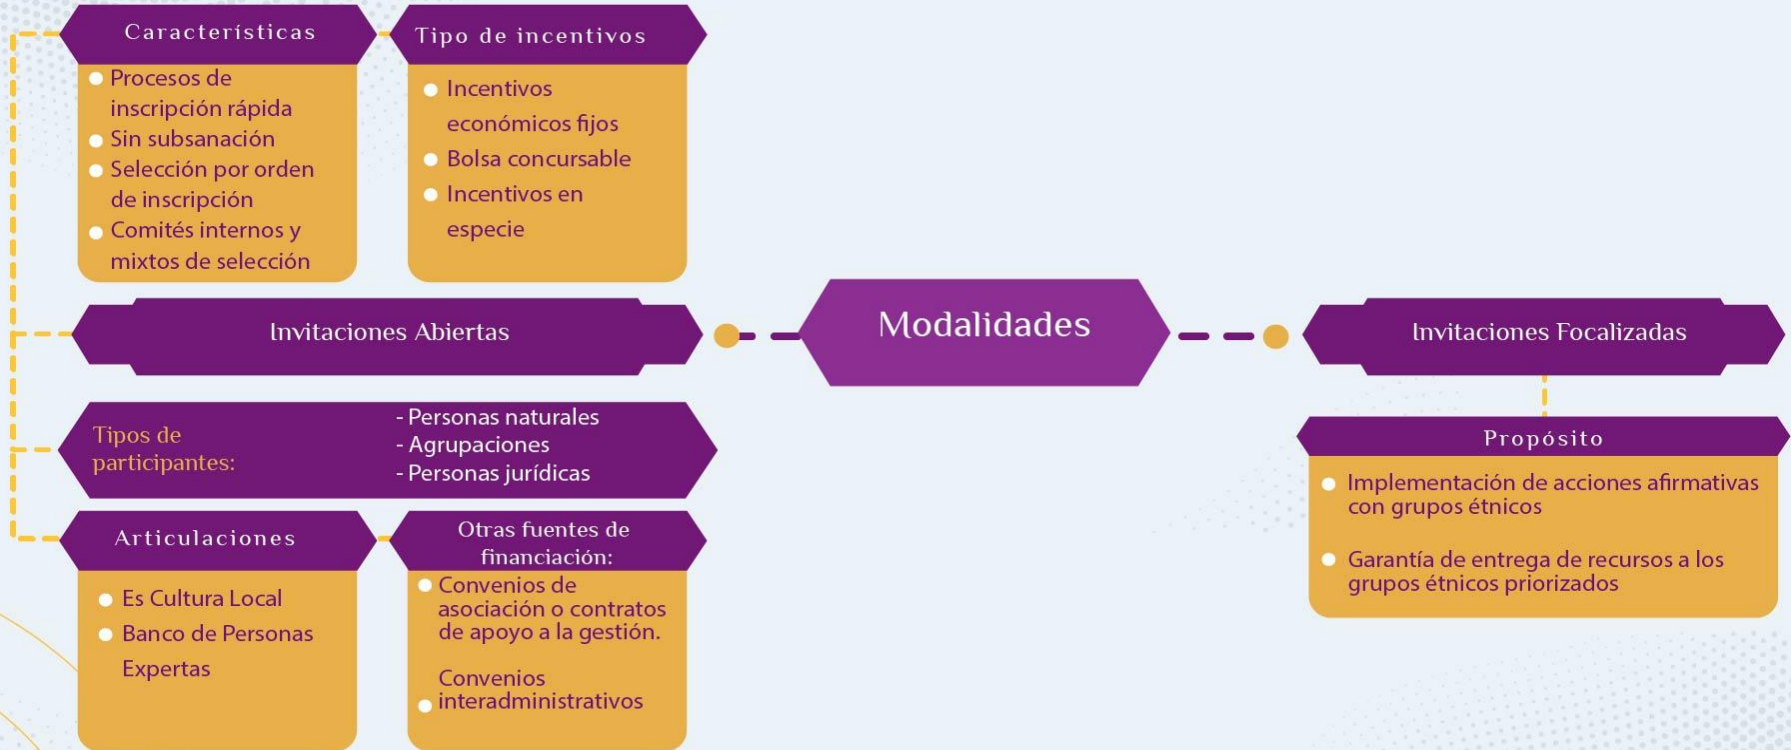 Características
Procesos de
inscripción rápida
Sin subsanación
Selección por orden
de inscripción
Comités internos y
mixtos de selección
Tipo de incentivos
Incentivos
económicos fijos
Bolsa concursable
Incentivos en
especie
Invitaciones Abiertas
Modalidades
Invitaciones Focalizadas
Tipos de
participantes:
- Personas naturales
- Agrupaciones
- Personas jurídicas
Propósito
Implementación de acciones afirmativas
con grupos étnicos
Garantía de entrega de recursos a los
grupos étnicos priorizados
Articulaciones
Es Cultura Local
Banco de Personas
Expertas
Otras fuentes de
financiación:
Convenios de
asociación o contratos
de apoyo a la gestión.
Convenios
interadministrativos